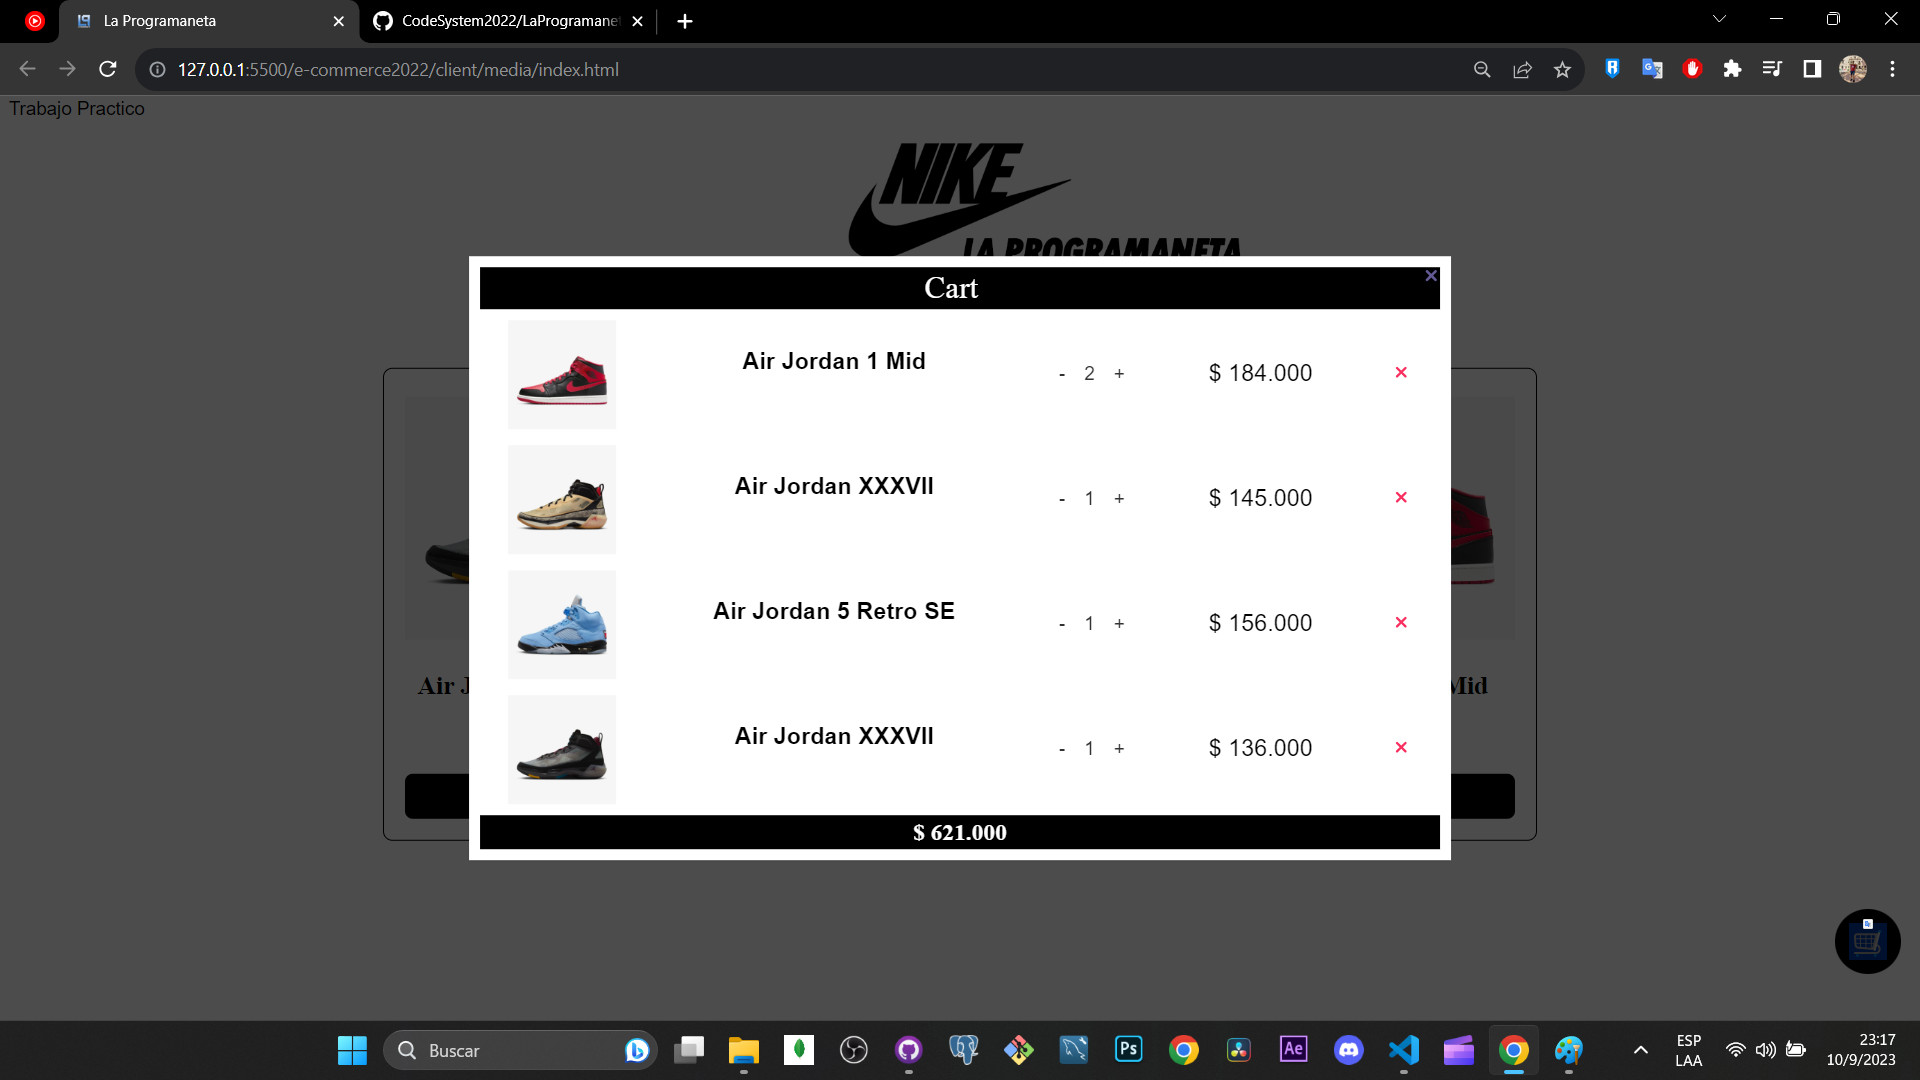 La Programaneta
CodeSystem2022/LaProgramanet
127.0.0.1:5500/e-commerce2022/client/media/index.html
Trabajo Practico
NIKE
LA PROGRAMANETA
Cart
Air Jordan 1 Mid
- 2 +
$ 184.000
Air Jordan XXXVII
- 1 +
$ 145.000
Air Jordan 5 Retro SE
- 1 +
$ 156.000
Air Jordan XXXVII
- 1 +
$ 136.000
$ 621.000
Air J
Mid
Buscar
Ps
Ae
ESP
LAA
23:17
10/9/2023